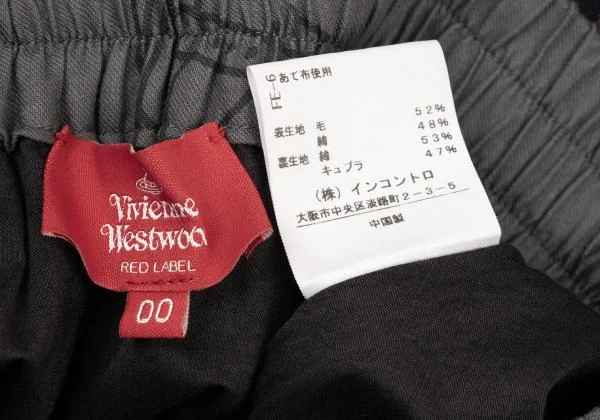 Vivienne
Westwood
RED LABEL
00
FE-6あて布使用
表生地 毛 52%
綿 48%
裏生地 綿 53%
キュプラ 47%
(株) インコントロ
大阪市中央区淡路町2-3-5
中国製